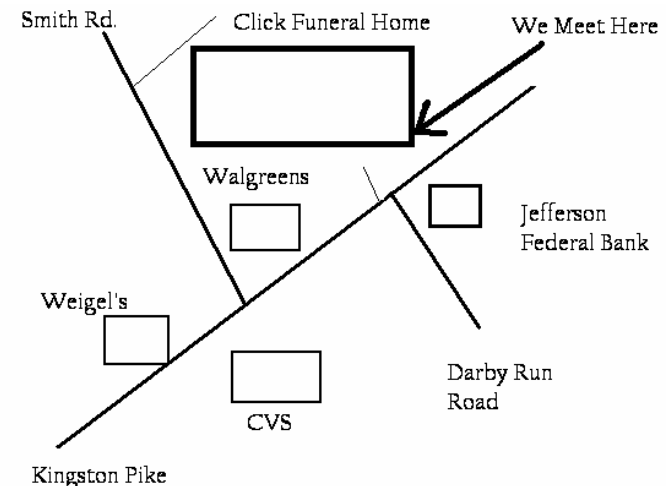 Smith Rd.
Click Funeral Home
We Meet Here
Walgreens
Jefferson
Federal Bank
Weigel's
Darby Run
Road
CVS
Kingston Pike